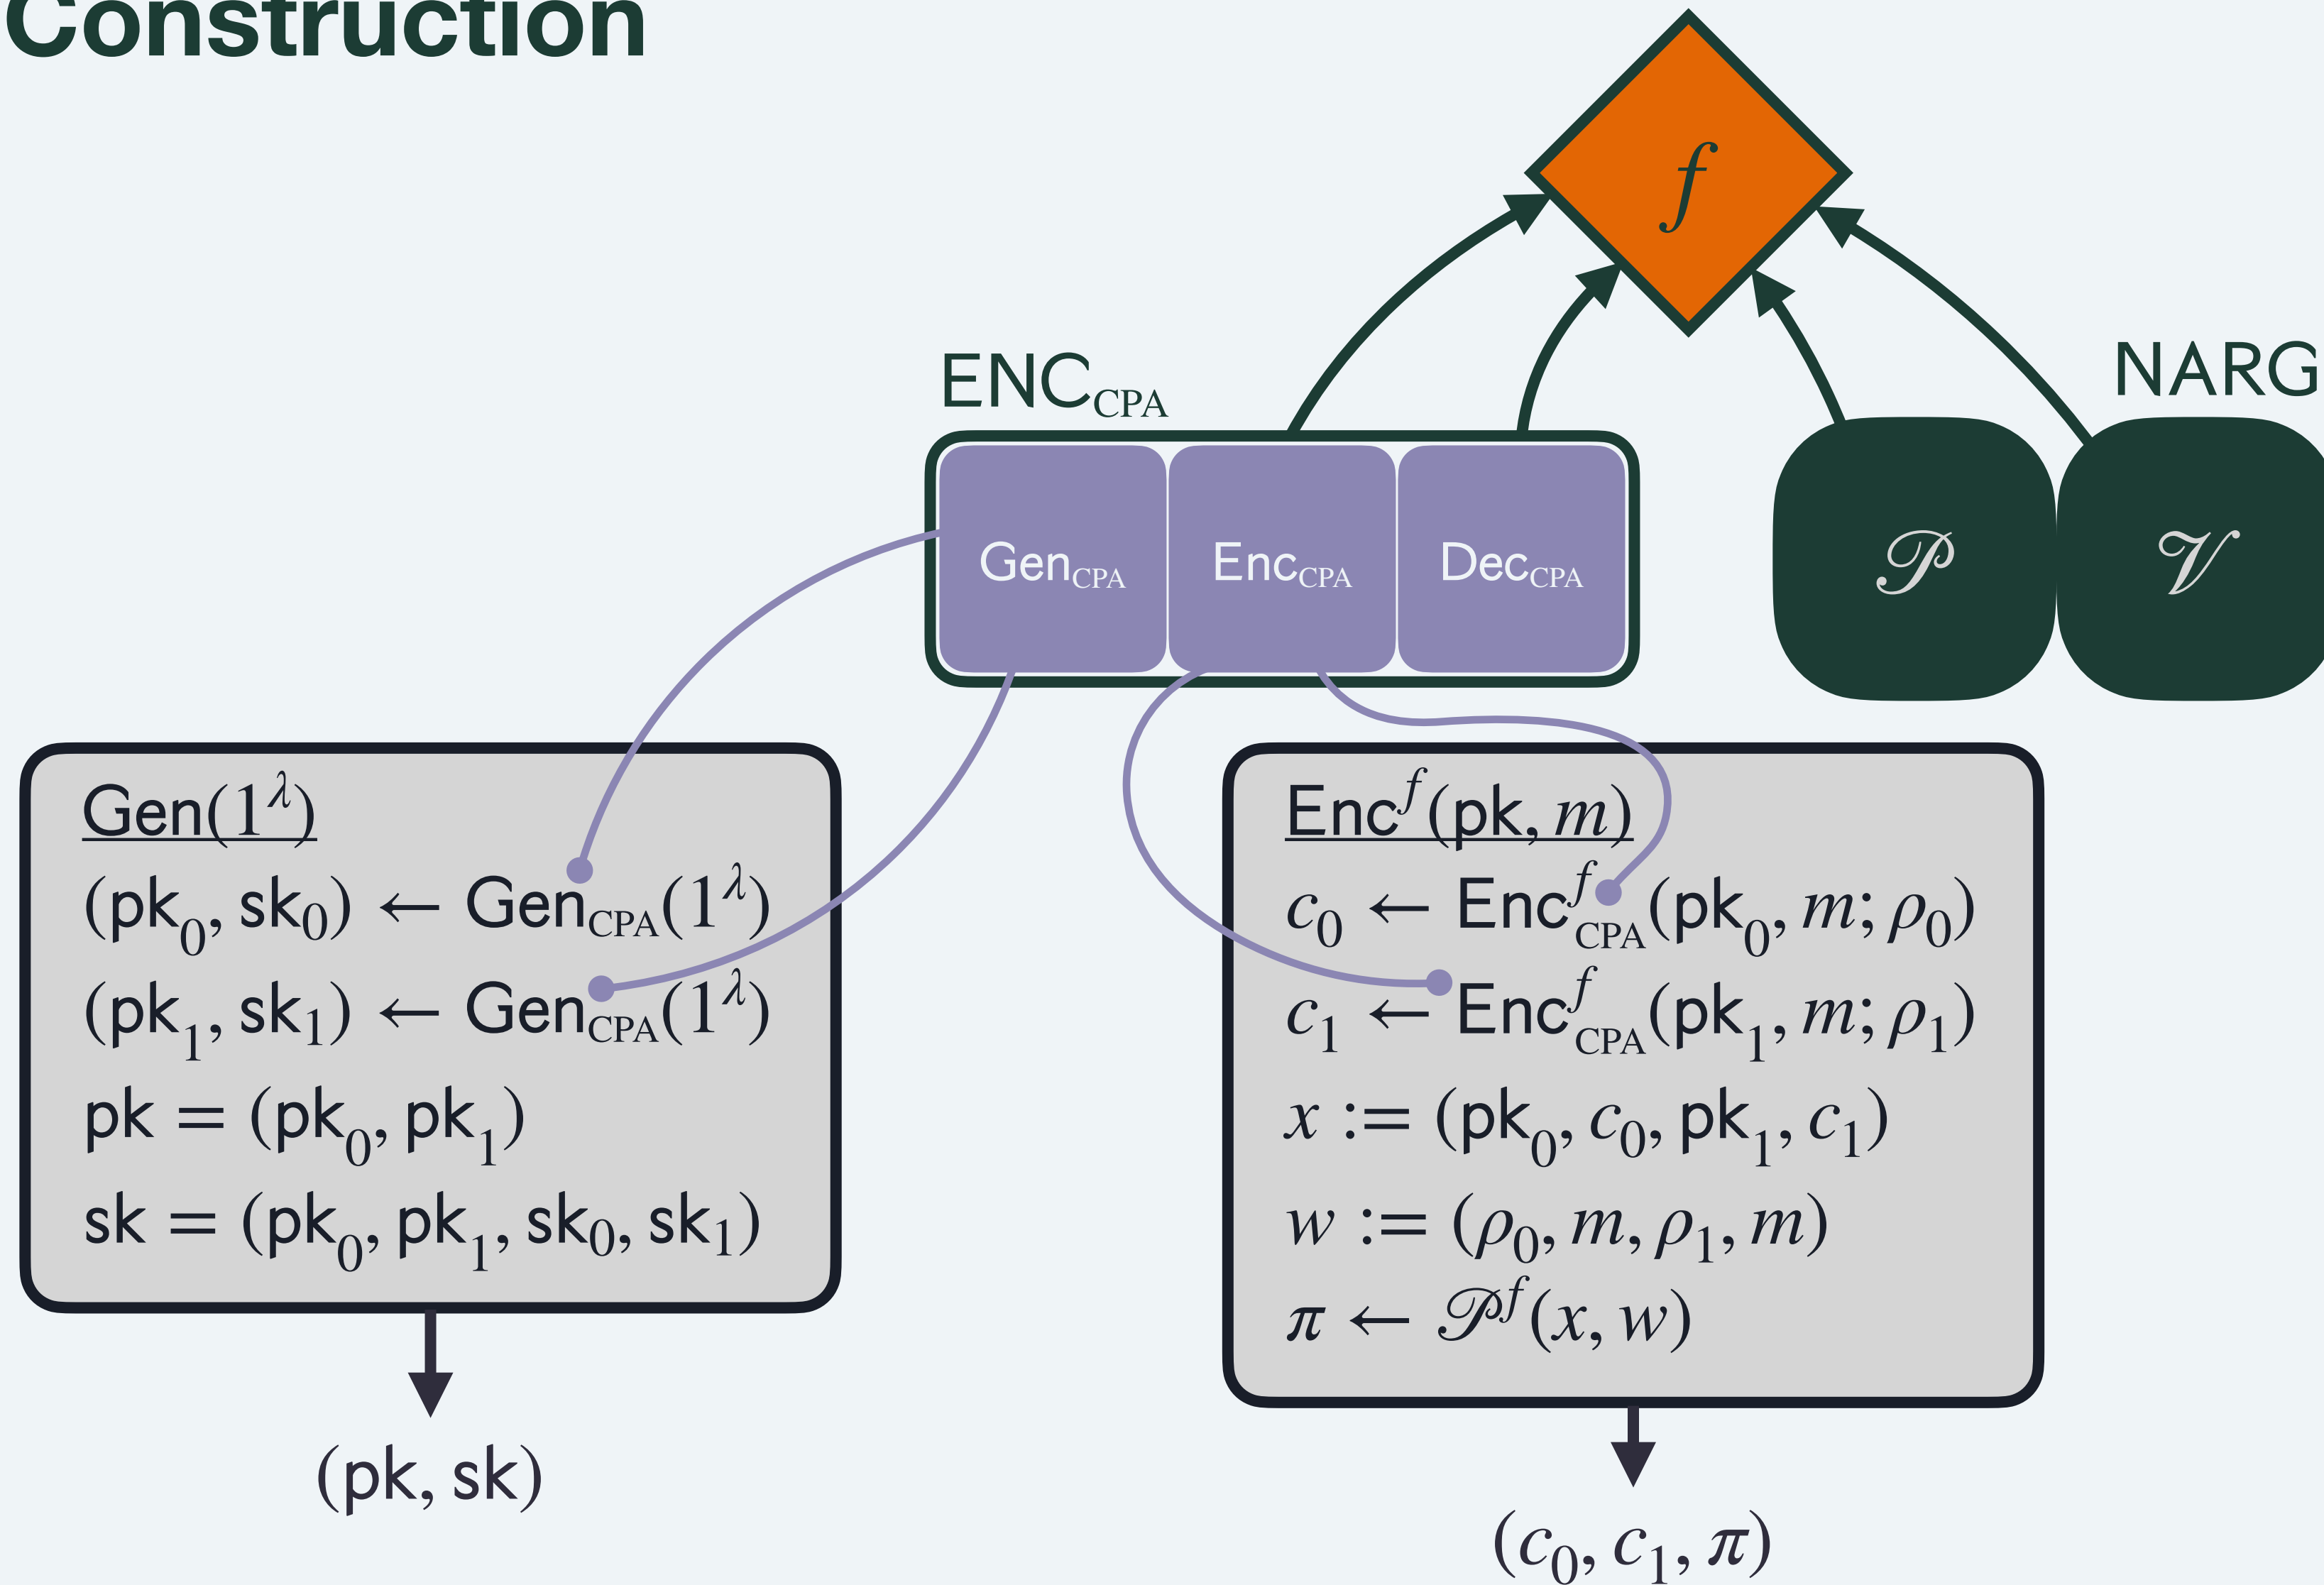 Construction
f
ENC_CPA
NARG
Gen_CPA
Enc_CPA
Dec_CPA
𝒫
𝒱
Gen(1^λ)
(pk_0, sk_0) ← Gen_CPA(1^λ)
(pk_1, sk_1) ← Gen_CPA(1^λ)
pk = (pk_0, pk_1)
sk = (pk_0, pk_1, sk_0, sk_1)
(pk, sk)
Enc^f(pk, m)
c_0 ← Enc^f_CPA(pk_0, m; ρ_0)
c_1 ← Enc^f_CPA(pk_1, m; ρ_1)
x := (pk_0, c_0, pk_1, c_1)
w := (ρ_0, m, ρ_1, m)
π ← 𝒫^f(x, w)
(c_0, c_1, π)